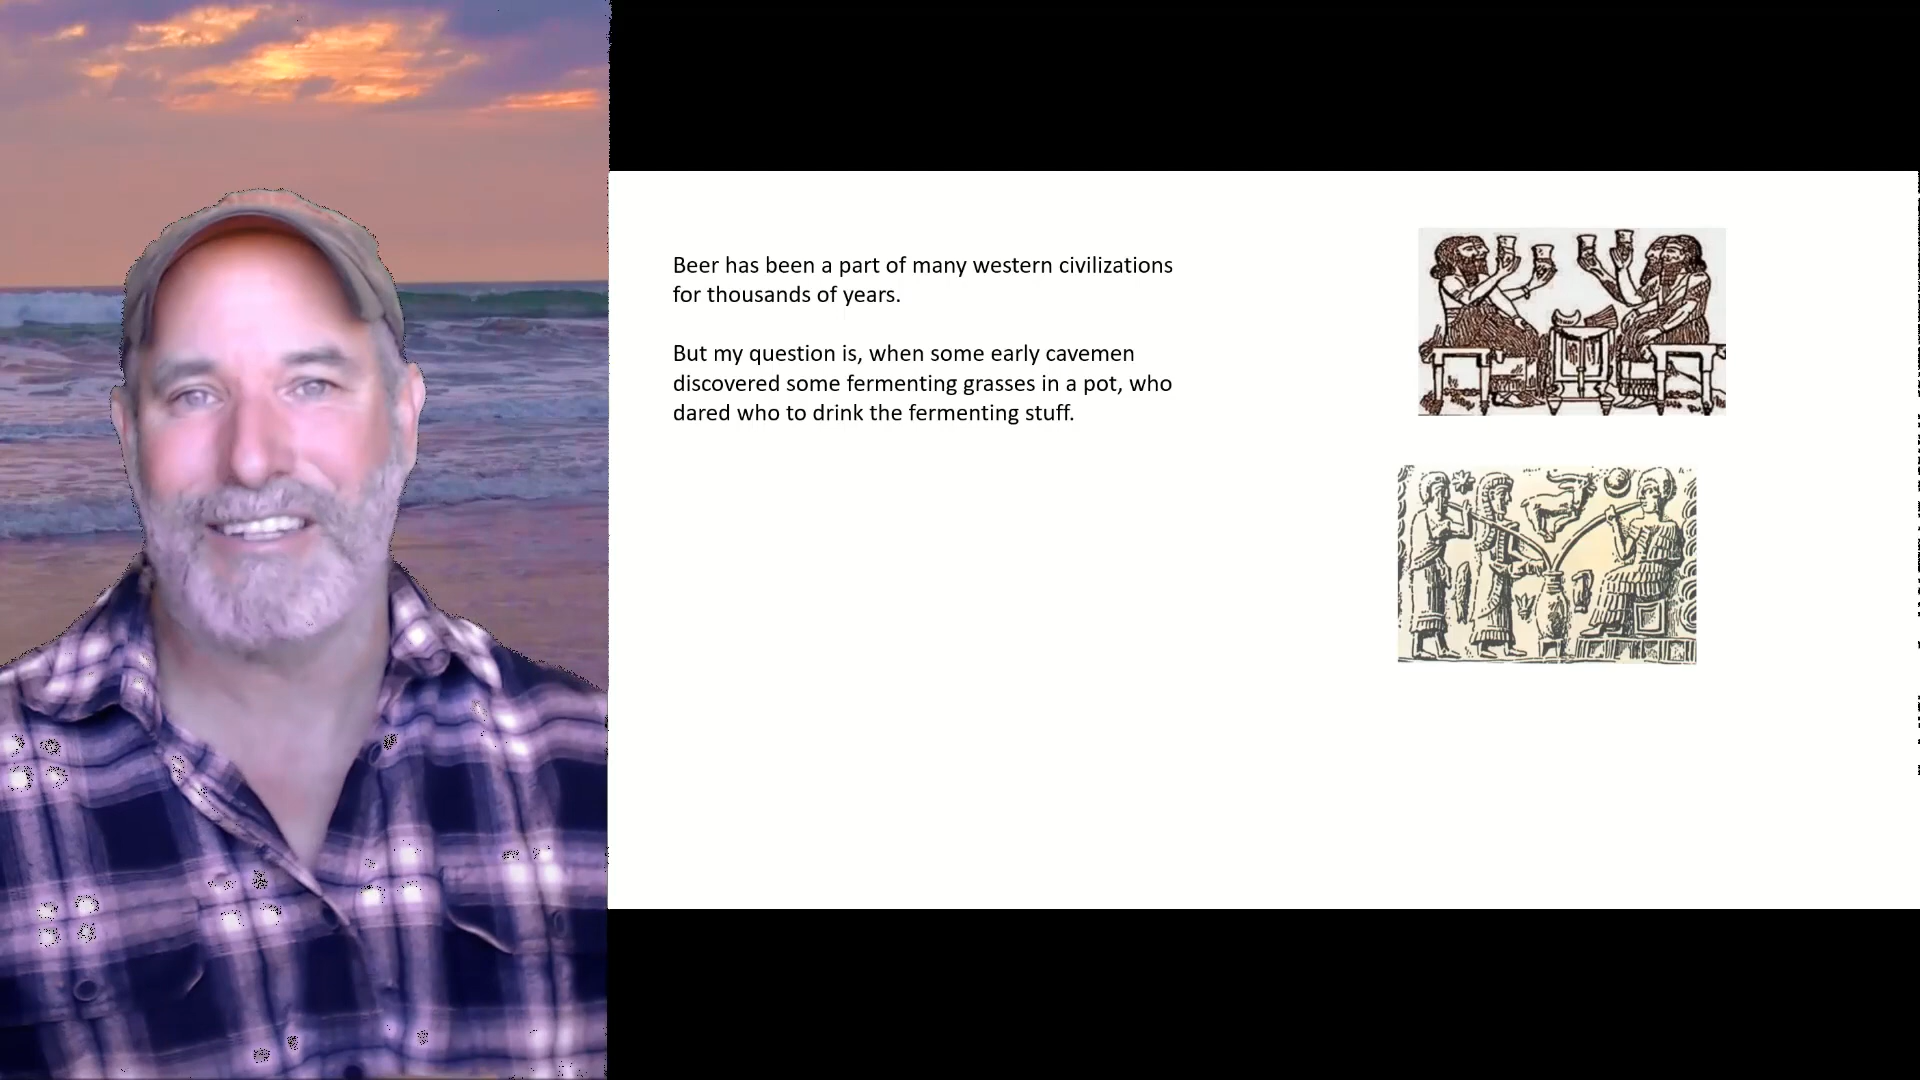 Beer has been a part of many western civilizations
for thousands of years.
But my question is, when some early cavemen
discovered some fermenting grasses in a pot, who
dared who to drink the fermenting stuff.